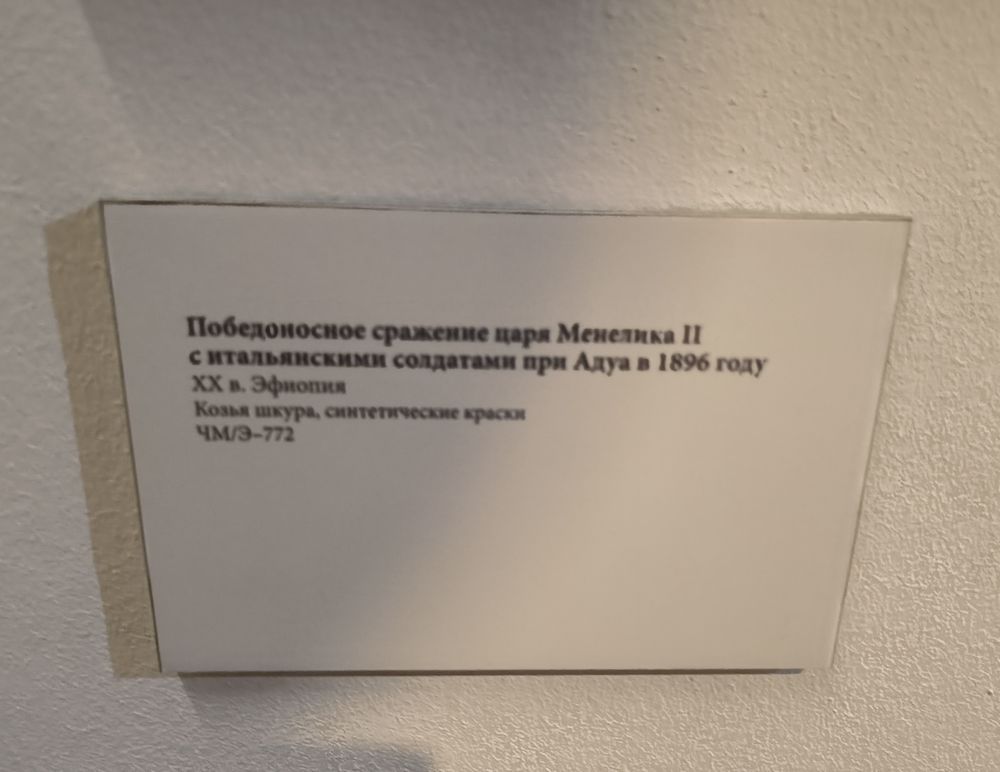 Победоносное сражение царя Менелика II
с итальянскими солдатами при Адуа в 1896 году
XX в. Эфиопия
Козья шкура, синтетические краски
ЧМ/Э–772